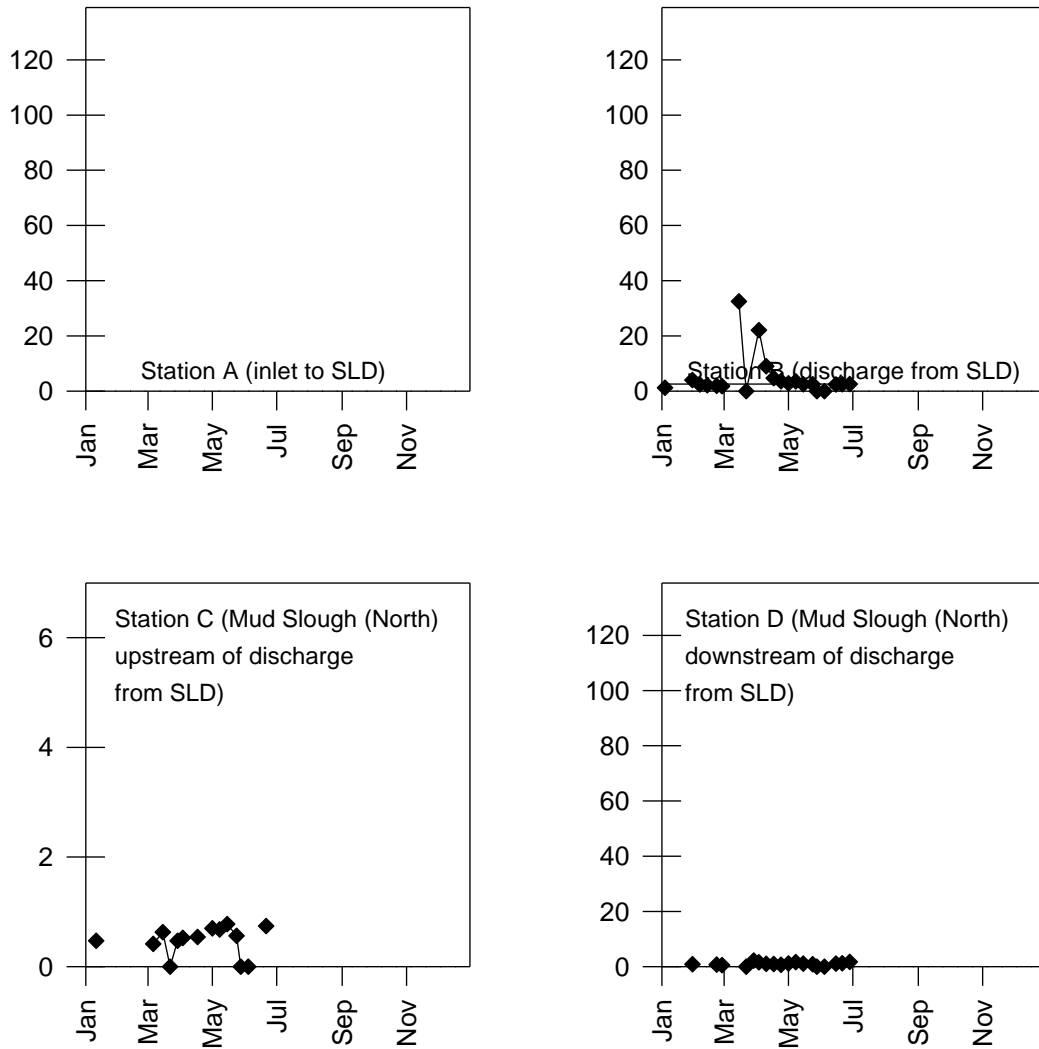 120
100
80
60
40
20
0
Station A (inlet to SLD)
Jan
Mar
May
Jul
Sep
Nov
120
100
80
60
40
20
0
Station B (discharge from SLD)
Jan
Mar
May
Jul
Sep
Nov
Station C (Mud Slough (North)
upstream of discharge
from SLD)
6
4
2
0
Jan
Mar
May
Jul
Sep
Nov
Station D (Mud Slough (North)
downstream of discharge
from SLD)
120
100
80
60
40
20
0
Jan
Mar
May
Jul
Sep
Nov